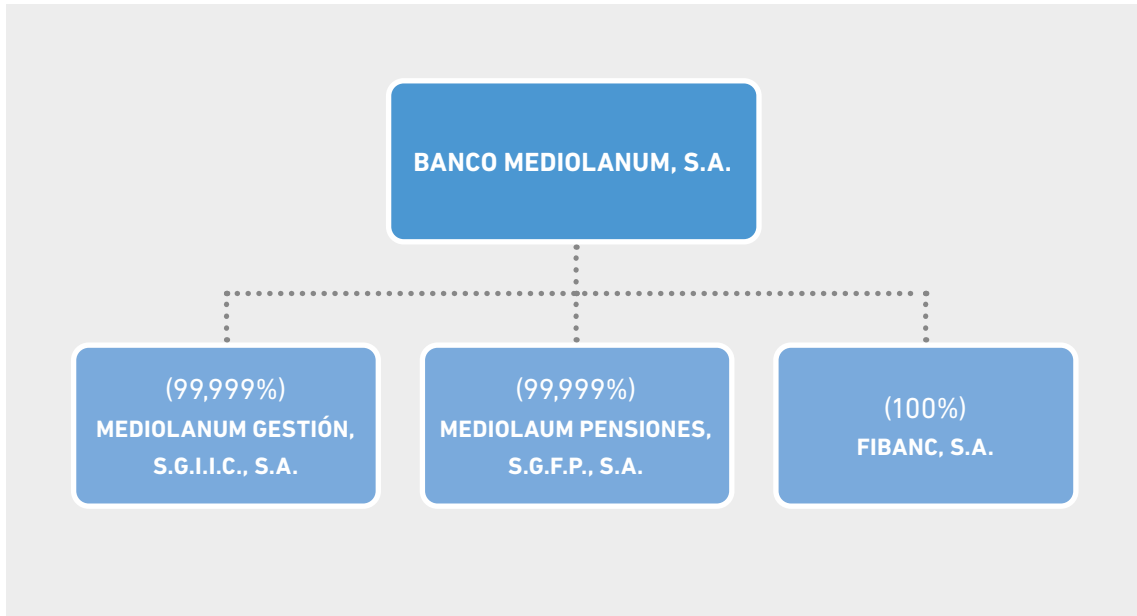 BANCO MEDIOLANUM, S.A.
(99,999%)
MEDIOLANUM GESTIÓN,
S.G.I.I.C., S.A.
(99,999%)
MEDIOLAUM PENSIONES,
S.G.F.P., S.A.
(100%)
FIBANC, S.A.